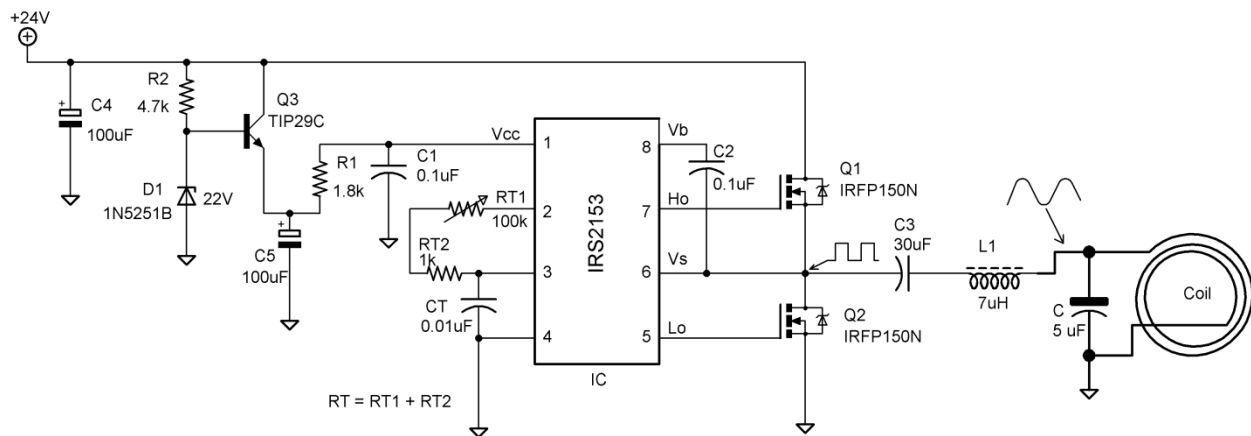 +24V
R2
4.7k
C4
100uF
+
Q3
TIP29C
D1
1N5251B
22V
R1
1.8k
C1
0.1uF
Vcc
C5
100uF
+
RT1
100k
RT2
1k
CT
0.01uF
RT = RT1 + RT2
1
2
3
4
IRS2153
8
7
6
5
IC
Vb
Ho
Vs
Lo
C2
0.1uF
Q1
IRFP150N
Q2
IRFP150N
C3
30uF
L1
7uH
C
5 uF
Coil